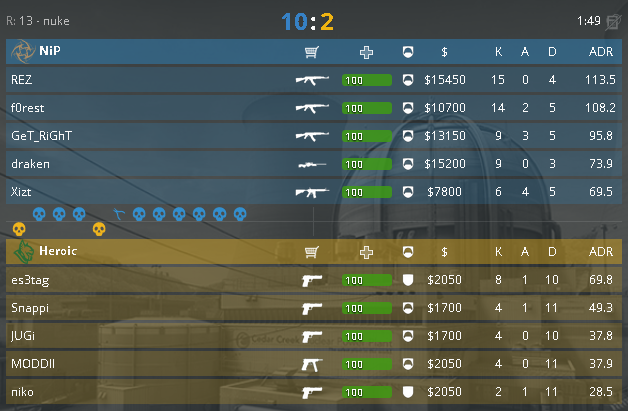 R: 13 - nuke 10:2 1:49
NiP $ K A D ADR
REZ 100 $15450 15 0 4 113.5
f0rest 100 $10700 14 2 5 108.2
GeT_RiGhT 100 $13150 9 3 5 95.8
draken 100 $15200 9 0 3 73.9
Xizt 100 $7800 6 4 5 69.5
Heroic $ K A D ADR
es3tag 100 $2050 8 1 10 69.8
Snappi 100 $1700 4 1 11 49.3
JUGi 100 $1700 4 0 10 37.8
MODDII 100 $2050 4 0 11 37.9
niko 100 $2050 2 1 11 28.5